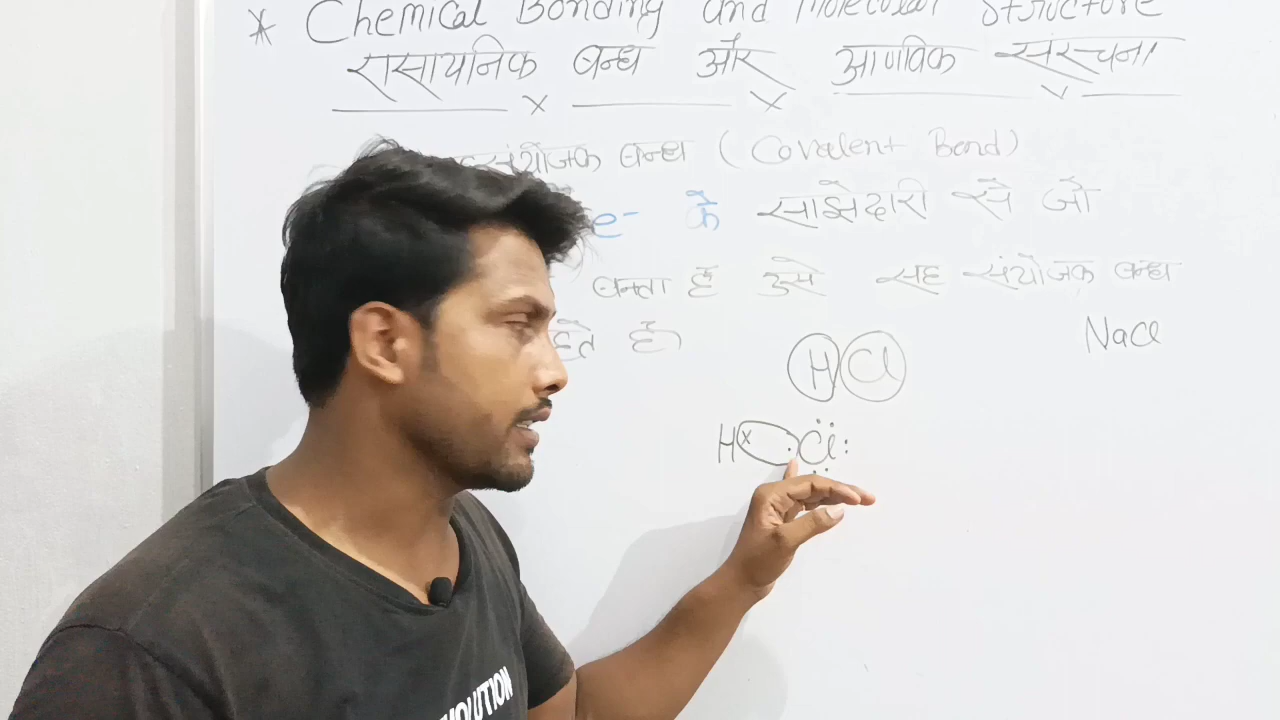 * Chemical Bonding and Molecular Structure
रासायनिक बन्ध और आणविक संरचना
संयोजक बन्ध (Covalent Bond)
e- के साझेदारी से जो
बनता है उसे सह संयोजक बन्ध
है।
NaCl
H Cl
H x . Cl :
OLUTION